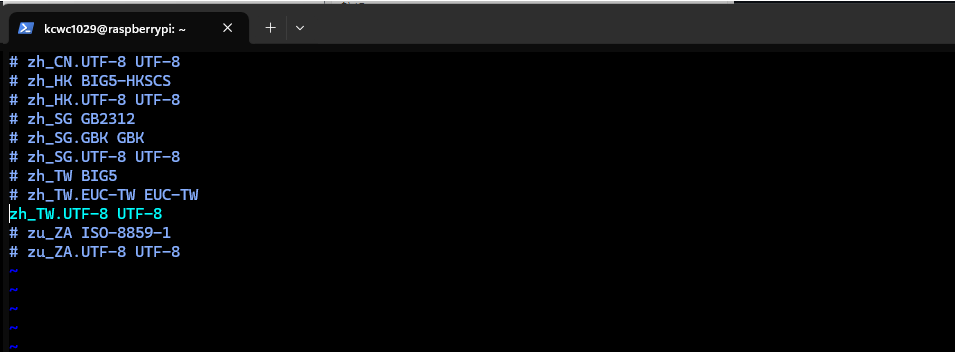 kcwc1029@raspberrypi: ~
# zh_CN.UTF-8 UTF-8
# zh_HK BIG5-HKSCS
# zh_HK.UTF-8 UTF-8
# zh_SG GB2312
# zh_SG.GBK GBK
# zh_SG.UTF-8 UTF-8
# zh_TW BIG5
# zh_TW.EUC-TW EUC-TW
zh_TW.UTF-8 UTF-8
# zu_ZA ISO-8859-1
# zu_ZA.UTF-8 UTF-8
~
~
~
~
~